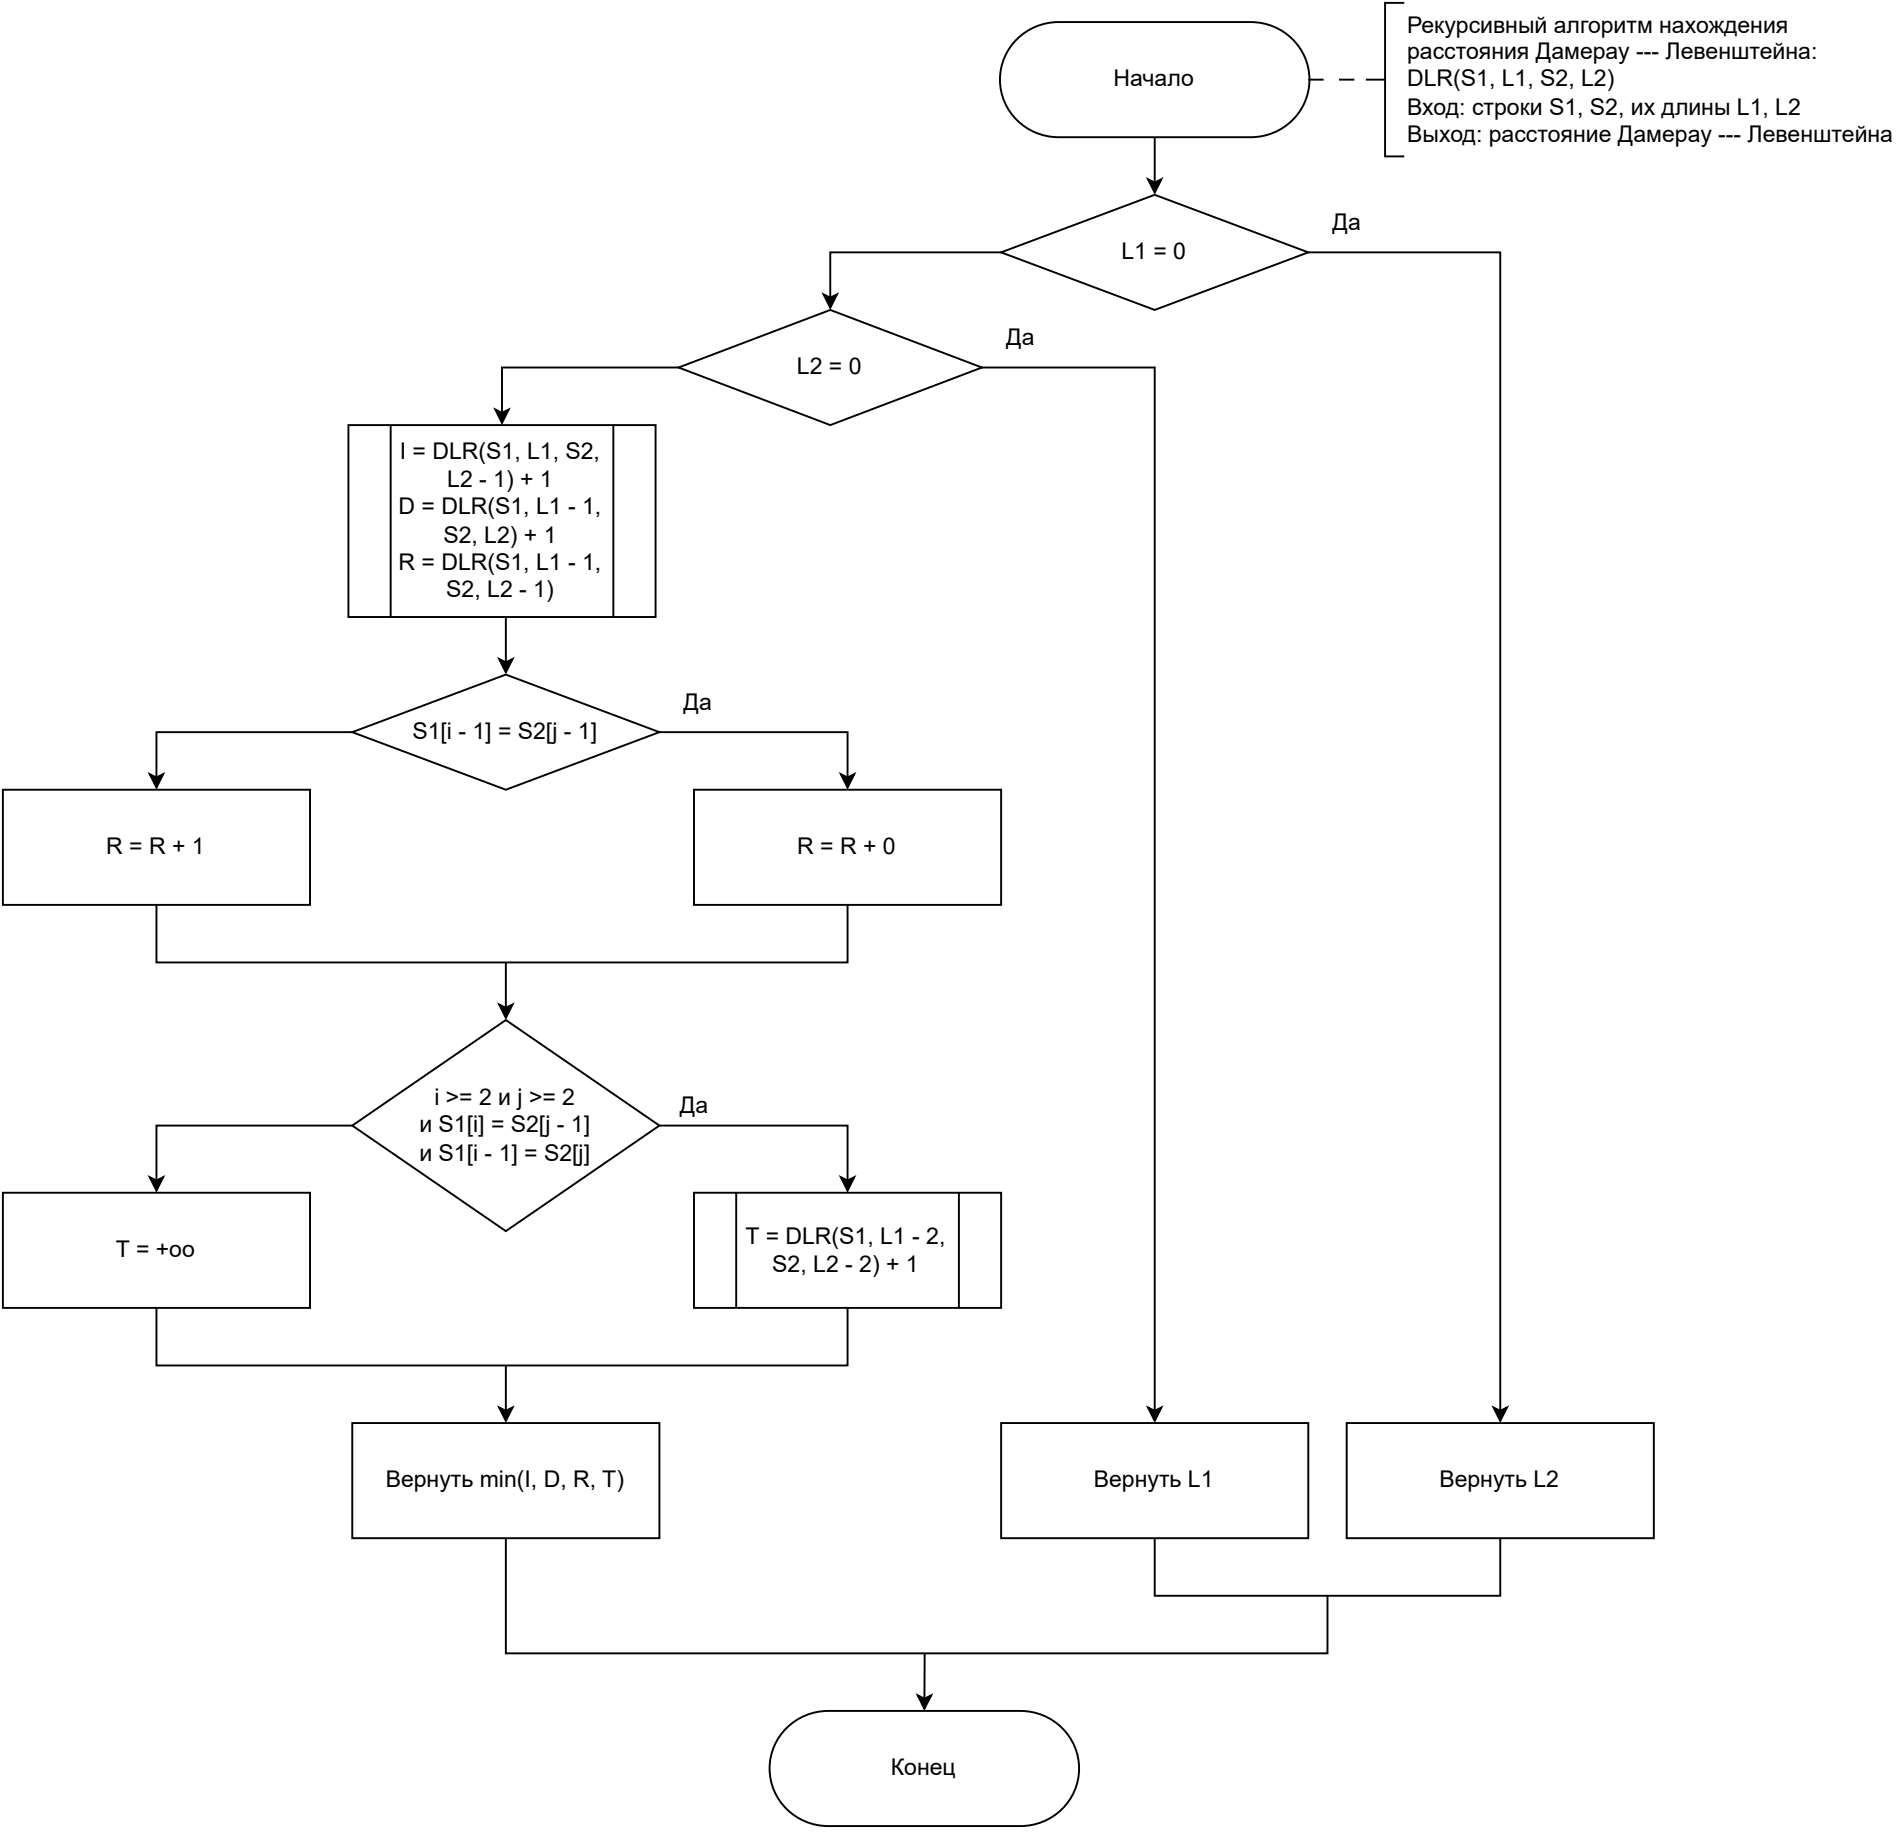 Начало
Рекурсивный алгоритм нахождения
расстояния Дамерау --- Левенштейна:
DLR(S1, L1, S2, L2)
Вход: строки S1, S2, их длины L1, L2
Выход: расстояние Дамерау --- Левенштейна
L1 = 0
Да
L2 = 0
Да
I = DLR(S1, L1, S2,
L2 - 1) + 1
D = DLR(S1, L1 - 1,
S2, L2) + 1
R = DLR(S1, L1 - 1,
S2, L2 - 1)
S1[i - 1] = S2[j - 1]
Да
R = R + 1
R = R + 0
i >= 2 и j >= 2
и S1[i] = S2[j - 1]
и S1[i - 1] = S2[j]
Да
T = +oo
T = DLR(S1, L1 - 2,
S2, L2 - 2) + 1
Вернуть min(I, D, R, T)
Вернуть L1
Вернуть L2
Конец